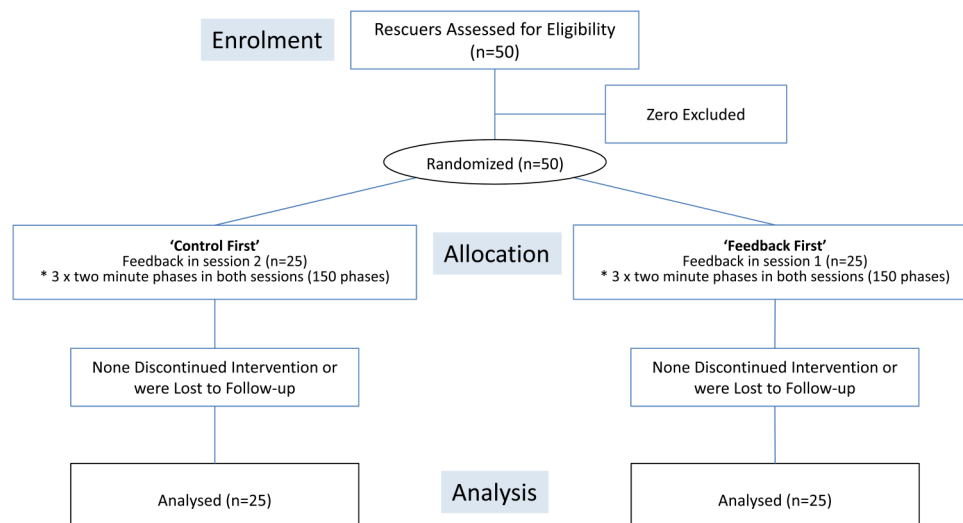 Enrolment
Rescuers Assessed for Eligibility
(n=50)
Zero Excluded
Randomized (n=50)
Allocation
'Control First'
Feedback in session 2 (n=25)
* 3 x two minute phases in both sessions (150 phases)
'Feedback First'
Feedback in session 1 (n=25)
* 3 x two minute phases in both sessions (150 phases)
None Discontinued Intervention or
were Lost to Follow-up
None Discontinued Intervention or
were Lost to Follow-up
Analysis
Analysed (n=25)
Analysed (n=25)